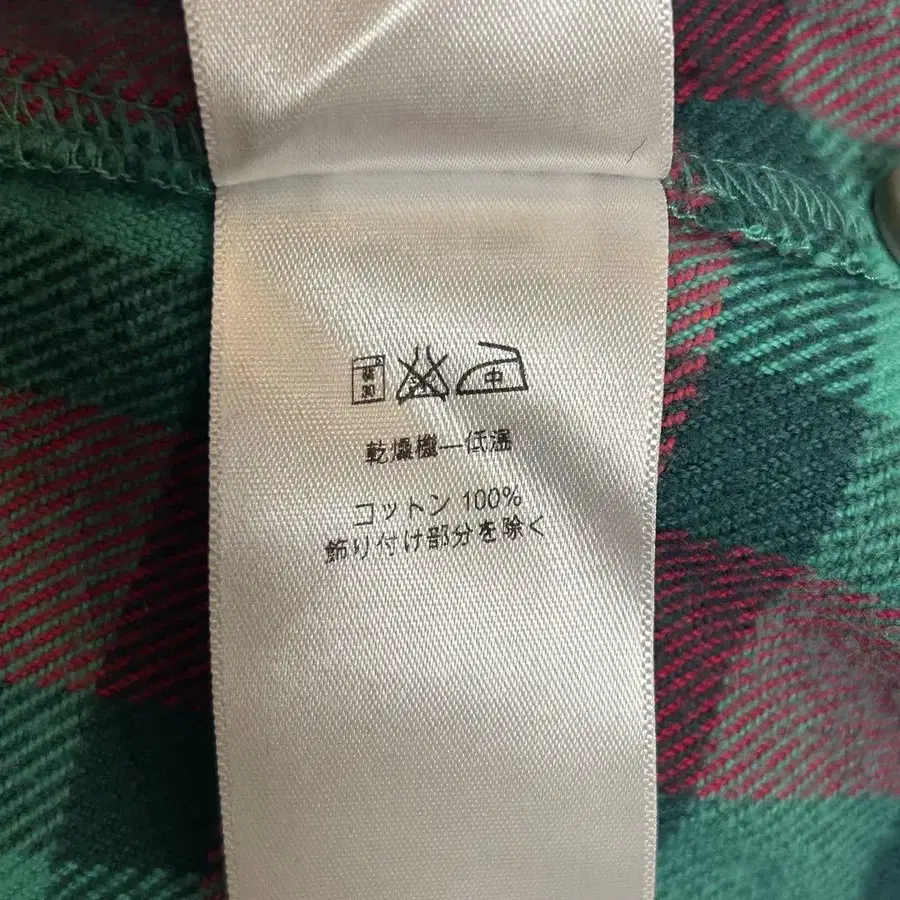 中
乾燥機—低温
コットン 100%
飾り付け部分を除く